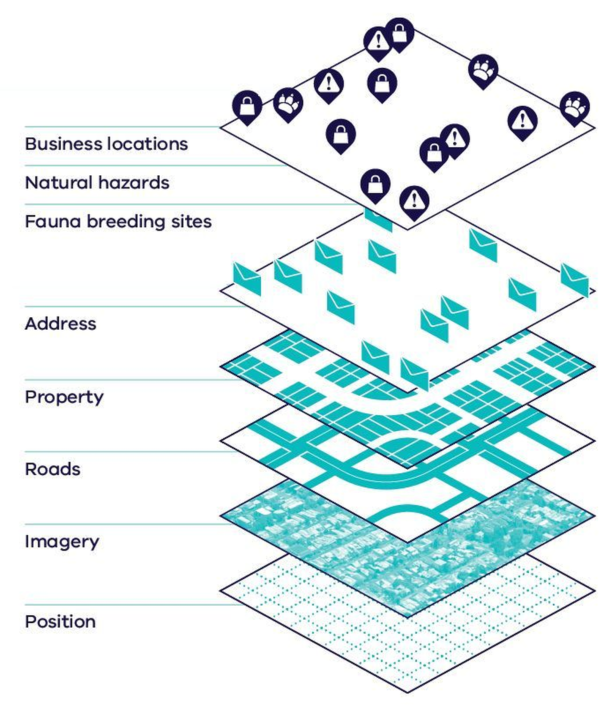 Business locations
Natural hazards
Fauna breeding sites
Address
Property
Roads
Imagery
Position